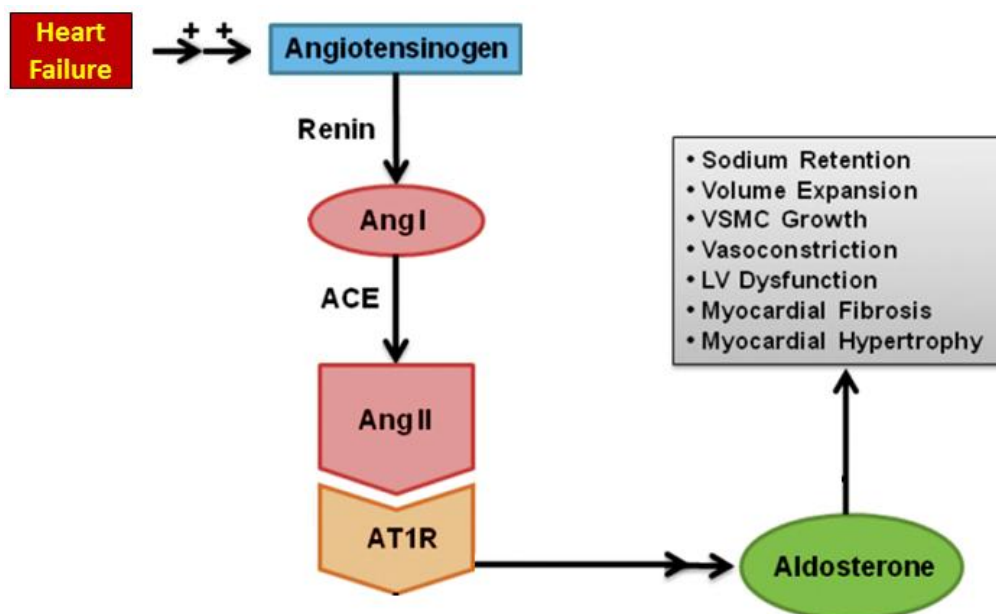 Heart
Failure
+ +
Angiotensinogen
Renin
Ang I
ACE
Ang II
AT1R
Aldosterone
• Sodium Retention
• Volume Expansion
• VSMC Growth
• Vasoconstriction
• LV Dysfunction
• Myocardial Fibrosis
• Myocardial Hypertrophy